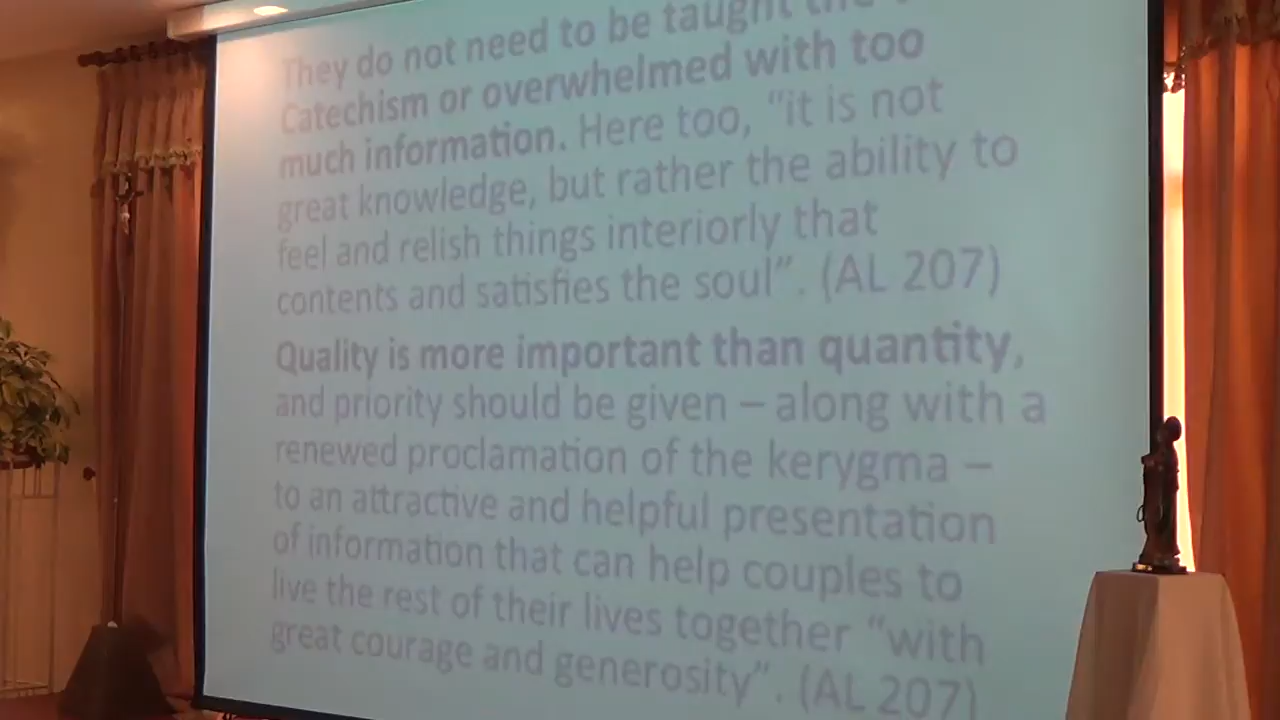 They do not need to be taught the
Catechism or overwhelmed with too
much information. Here too, “it is not
great knowledge, but rather the ability to
feel and relish things interiorly that
contents and satisfies the soul”. (AL 207)
Quality is more important than quantity,
and priority should be given – along with a
renewed proclamation of the kerygma –
to an attractive and helpful presentation
of information that can help couples to
live the rest of their lives together “with
great courage and generosity”. (AL 207)